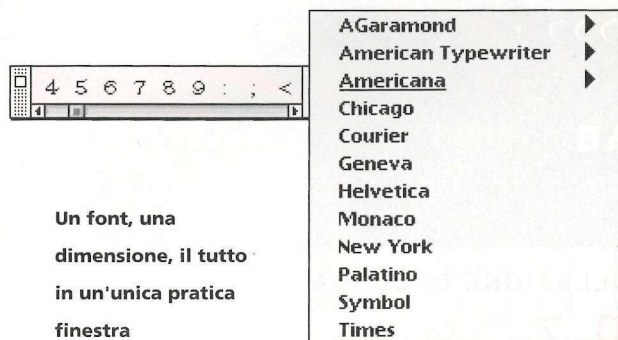 4 5 6 7 8 9 : ; <
Un font, una
dimensione, il tutto
in un'unica pratica
finestra
AGaramond
American Typewriter
Americana
Chicago
Courier
Geneva
Helvetica
Monaco
New York
Palatino
Symbol
Times